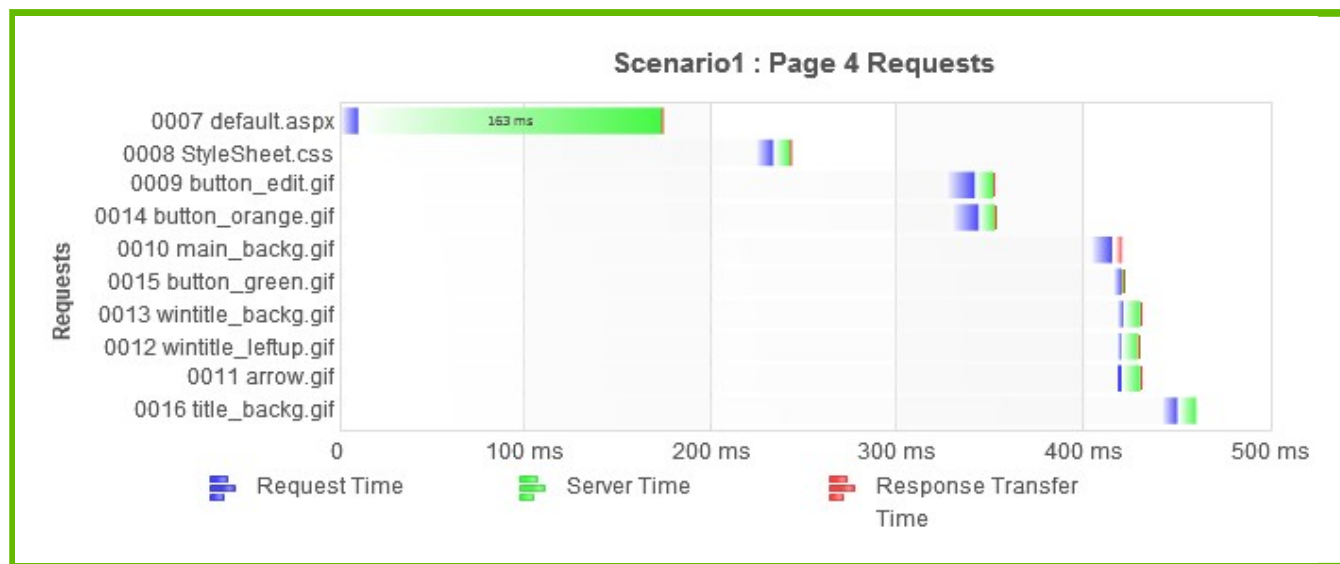 Scenario1 : Page 4 Requests
0007 default.aspx
163 ms
0008 StyleSheet.css
0009 button_edit.gif
0014 button_orange.gif
0010 main_backg.gif
0015 button_green.gif
0013 wintitle_backg.gif
0012 wintitle_leftup.gif
0011 arrow.gif
0016 title_backg.gif
Requests
0 100 ms 200 ms 300 ms 400 ms 500 ms
Request Time
Server Time
Response Transfer
Time